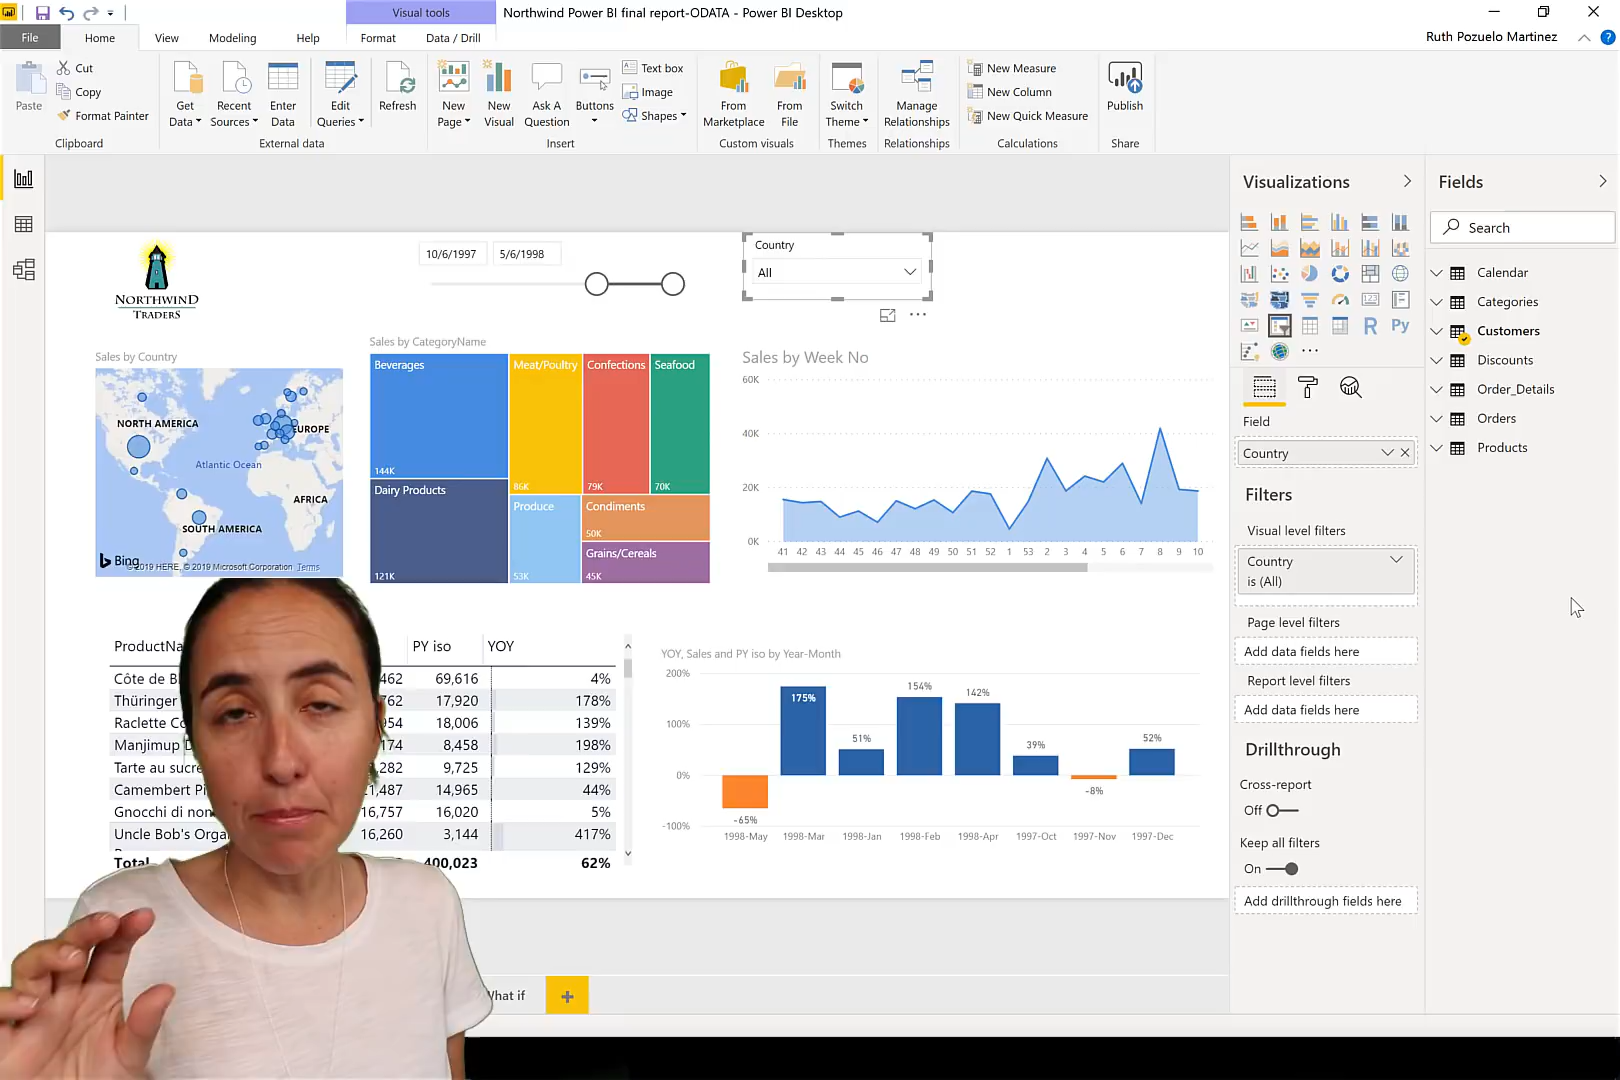 Visual tools
Northwind Power BI final report-ODATA - Power BI Desktop
File
Home
View
Modeling
Help
Format
Data / Drill
Ruth Pozuelo Martinez
Paste
Cut
Copy
Format Painter
Clipboard
Get Data
Recent Sources
Enter Data
Edit Queries
Refresh
External data
New Page
New Visual
Ask A Question
Buttons
Text box
Image
Shapes
Insert
From Marketplace
From File
Custom visuals
Switch Theme
Themes
Manage Relationships
Relationships
New Measure
New Column
New Quick Measure
Calculations
Publish
Share
NORTHWIND
TRADERS
10/6/1997
5/6/1998
Country
All
Sales by Country
NORTH AMERICA
EUROPE
Atlantic Ocean
AFRICA
SOUTH AMERICA
Bing
© 2019 HERE, © 2019 Microsoft Corporation Terms
Sales by CategoryName
Beverages
144K
Dairy Products
121K
Meat/Poultry
86K
Confections
79K
Seafood
70K
Produce
53K
Condiments
50K
Grains/Cereals
45K
Sales by Week No
60K
40K
20K
0K
41 42 43 44 45 46 47 48 49 50 51 52 1 53 2 3 4 5 6 7 8 9 10
PY iso YOY
Côte de 462 69,616 4%
Thüringer 762 17,920 178%
Raclette 954 18,006 139%
Manjimup 174 8,458 198%
Tarte au sucre ,282 9,725 129%
Camembert 1,487 14,965 44%
Gnocchi di 16,757 16,020 5%
Uncle Bob's 16,260 3,144 417%
Total 400,023 62%
YOY, Sales and PY iso by Year-Month
200%
100%
0%
-100%
-65%
175%
51%
154%
142%
39%
-8%
52%
1998-May 1998-Mar 1998-Jan 1998-Feb 1998-Apr 1997-Oct 1997-Nov 1997-Dec
What if
+
Visualizations
R
Py
Field
Country
Filters
Visual level filters
Country
is (All)
Page level filters
Add data fields here
Report level filters
Add data fields here
Drillthrough
Cross-report
Off
Keep all filters
On
Add drillthrough fields here
Fields
Search
Calendar
Categories
Customers
Discounts
Order_Details
Orders
Products